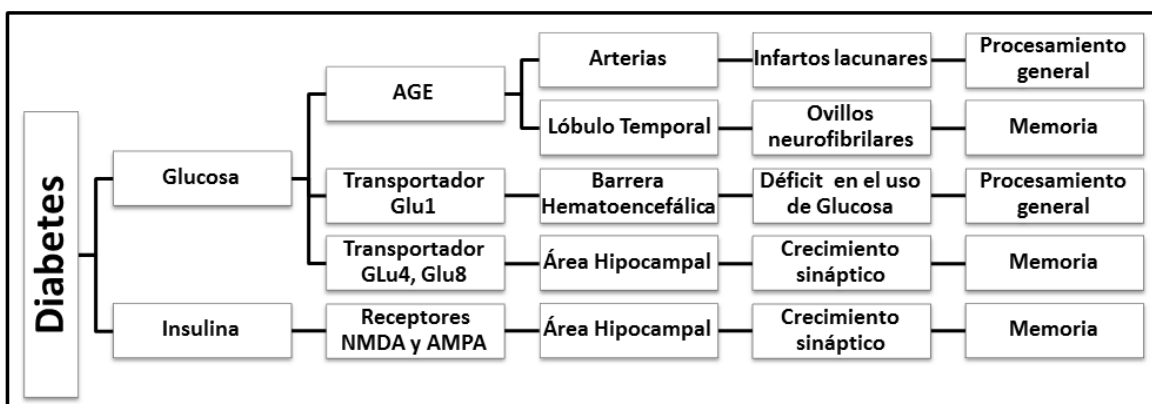 Diabetes
Glucosa
Insulina
AGE
Transportador
Glu1
Transportador
GLu4, Glu8
Receptores
NMDA y AMPA
Arterias
Lóbulo Temporal
Barrera
Hematoencefálica
Área Hipocampal
Área Hipocampal
Infartos lacunares
Ovillos
neurofibrilares
Déficit en el uso
de Glucosa
Crecimiento
sináptico
Crecimiento
sináptico
Procesamiento
general
Memoria
Procesamiento
general
Memoria
Memoria